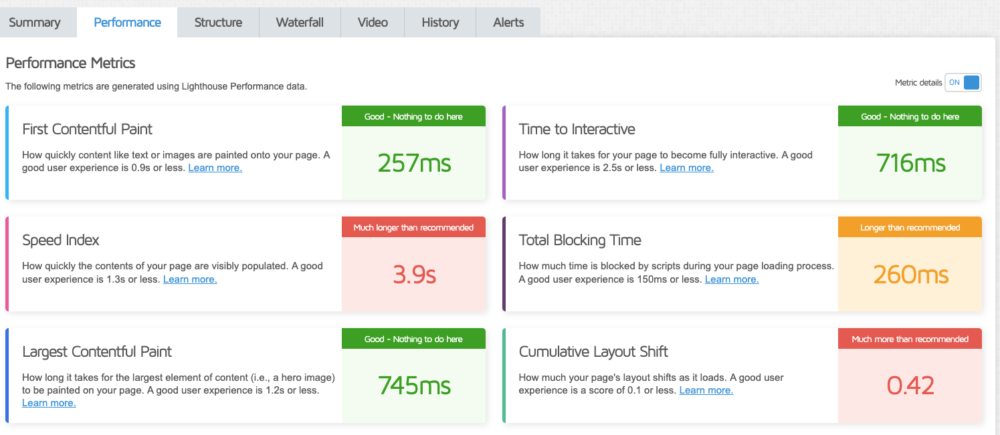 Summary
Performance
Structure
Waterfall
Video
History
Alerts
Performance Metrics
The following metrics are generated using Lighthouse Performance data.
Metric details ON
First Contentful Paint
How quickly content like text or images are painted onto your page. A
good user experience is 0.9s or less. Learn more.
Good - Nothing to do here
257ms
Time to Interactive
How long it takes for your page to become fully interactive. A good
user experience is 2.5s or less. Learn more.
Good - Nothing to do here
716ms
Speed Index
How quickly the contents of your page are visibly populated. A good
user experience is 1.3s or less. Learn more.
Much longer than recommended
3.9s
Total Blocking Time
How much time is blocked by scripts during your page loading process.
A good user experience is 150ms or less. Learn more.
Longer than recommended
260ms
Largest Contentful Paint
How long it takes for the largest element of content (i.e., a hero image)
to be painted on your page. A good user experience is 1.2s or less.
Learn more.
Good - Nothing to do here
745ms
Cumulative Layout Shift
How much your page's layout shifts as it loads. A good user
experience is a score of 0.1 or less. Learn more.
Much more than recommended
0.42